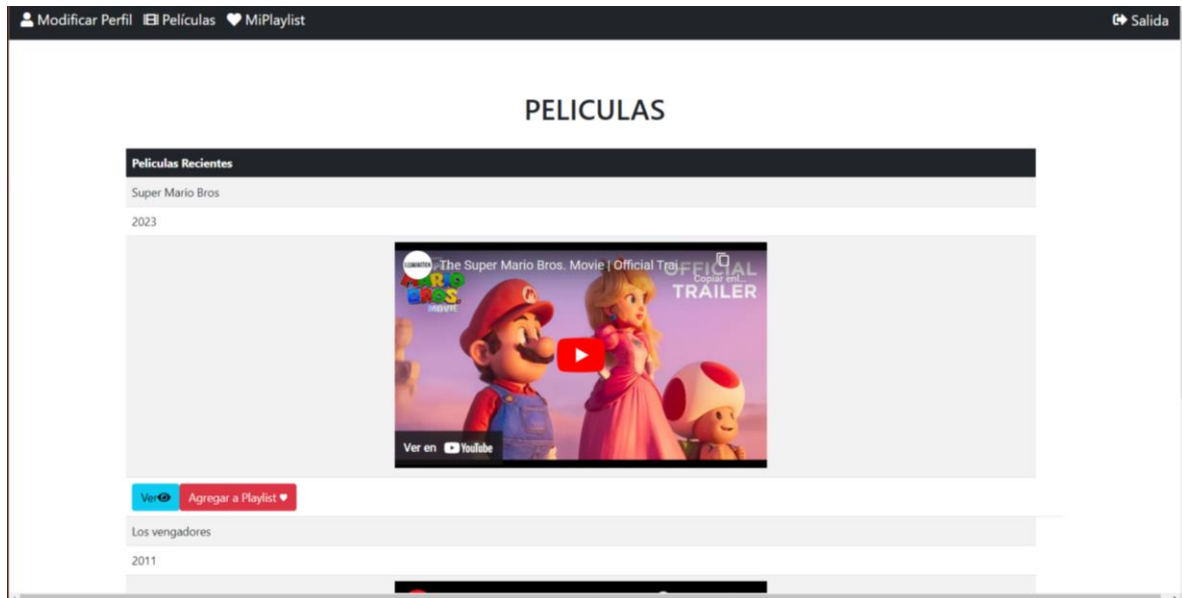 Modificar Perfil Películas MiPlaylist Salida
PELICULAS
Peliculas Recientes
Super Mario Bros
2023
The Super Mario Bros. Movie | Official Trai...
Copiar enl...
OFFICIAL
TRAILER
MARIO
BROS.
MOVIE
Ver en YouTube
Ver Agregar a Playlist
Los vengadores
2011